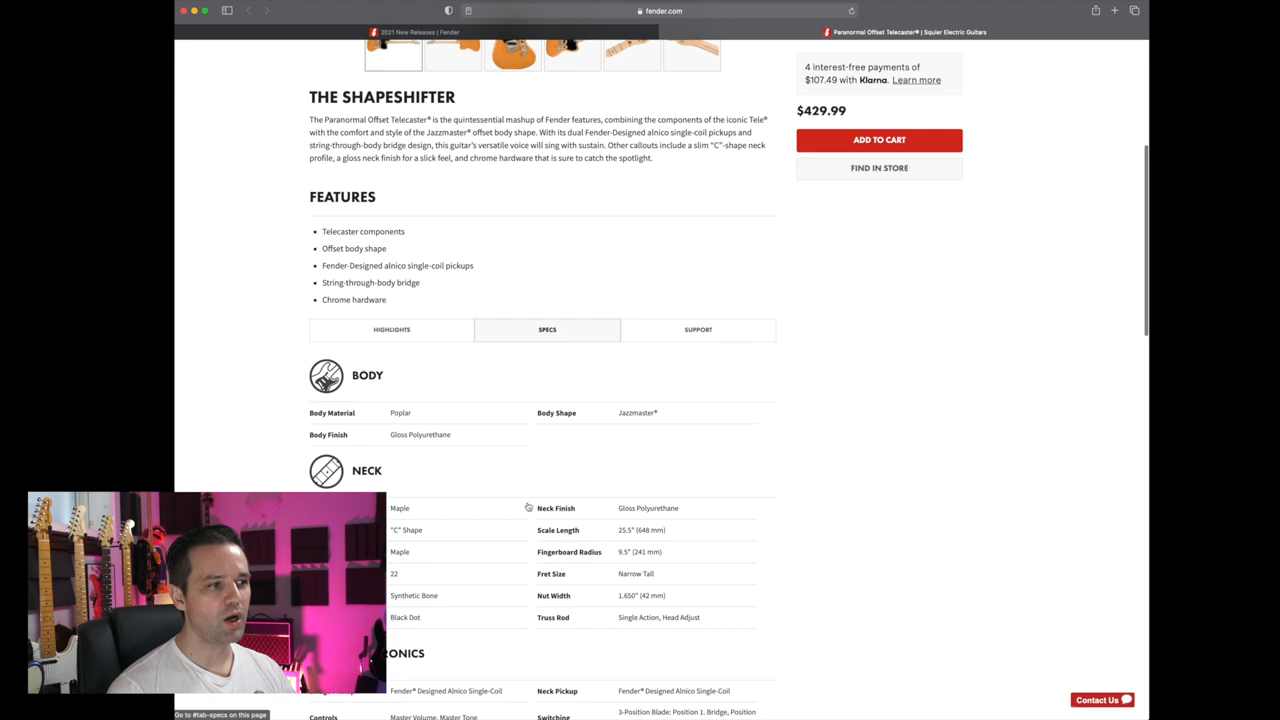 fender.com
2021 New Releases | Fender
Paranormal Offset Telecaster® | Squier Electric Guitars
4 interest-free payments of
$107.49 with Klarna. Learn more
$429.99
ADD TO CART
FIND IN STORE
THE SHAPESHIFTER
The Paranormal Offset Telecaster® is the quintessential mashup of Fender features, combining the components of the iconic Tele®
with the comfort and style of the Jazzmaster® offset body shape. With its dual Fender-Designed alnico single-coil pickups and
string-through-body bridge design, this guitar's versatile voice will sing with sustain. Other callouts include a slim "C"-shape neck
profile, a gloss neck finish for a slick feel, and chrome hardware that is sure to catch the spotlight.
FEATURES
Telecaster components
Offset body shape
Fender-Designed alnico single-coil pickups
String-through-body bridge
Chrome hardware
HIGHLIGHTS SPECS SUPPORT
BODY
Body Material Poplar Body Shape Jazzmaster®
Body Finish Gloss Polyurethane
NECK
Maple Neck Finish Gloss Polyurethane
"C" Shape Scale Length 25.5" (648 mm)
Maple Fingerboard Radius 9.5" (241 mm)
22 Fret Size Narrow Tall
Synthetic Bone Nut Width 1.650" (42 mm)
Black Dot Truss Rod Single Action, Head Adjust
RONICS
Fender® Designed Alnico Single-Coil Neck Pickup Fender® Designed Alnico Single-Coil
Controls Master Volume, Master Tone Switching 3-Position Blade: Position 1. Bridge, Position
Contact Us
Go to #tab-specs on this page